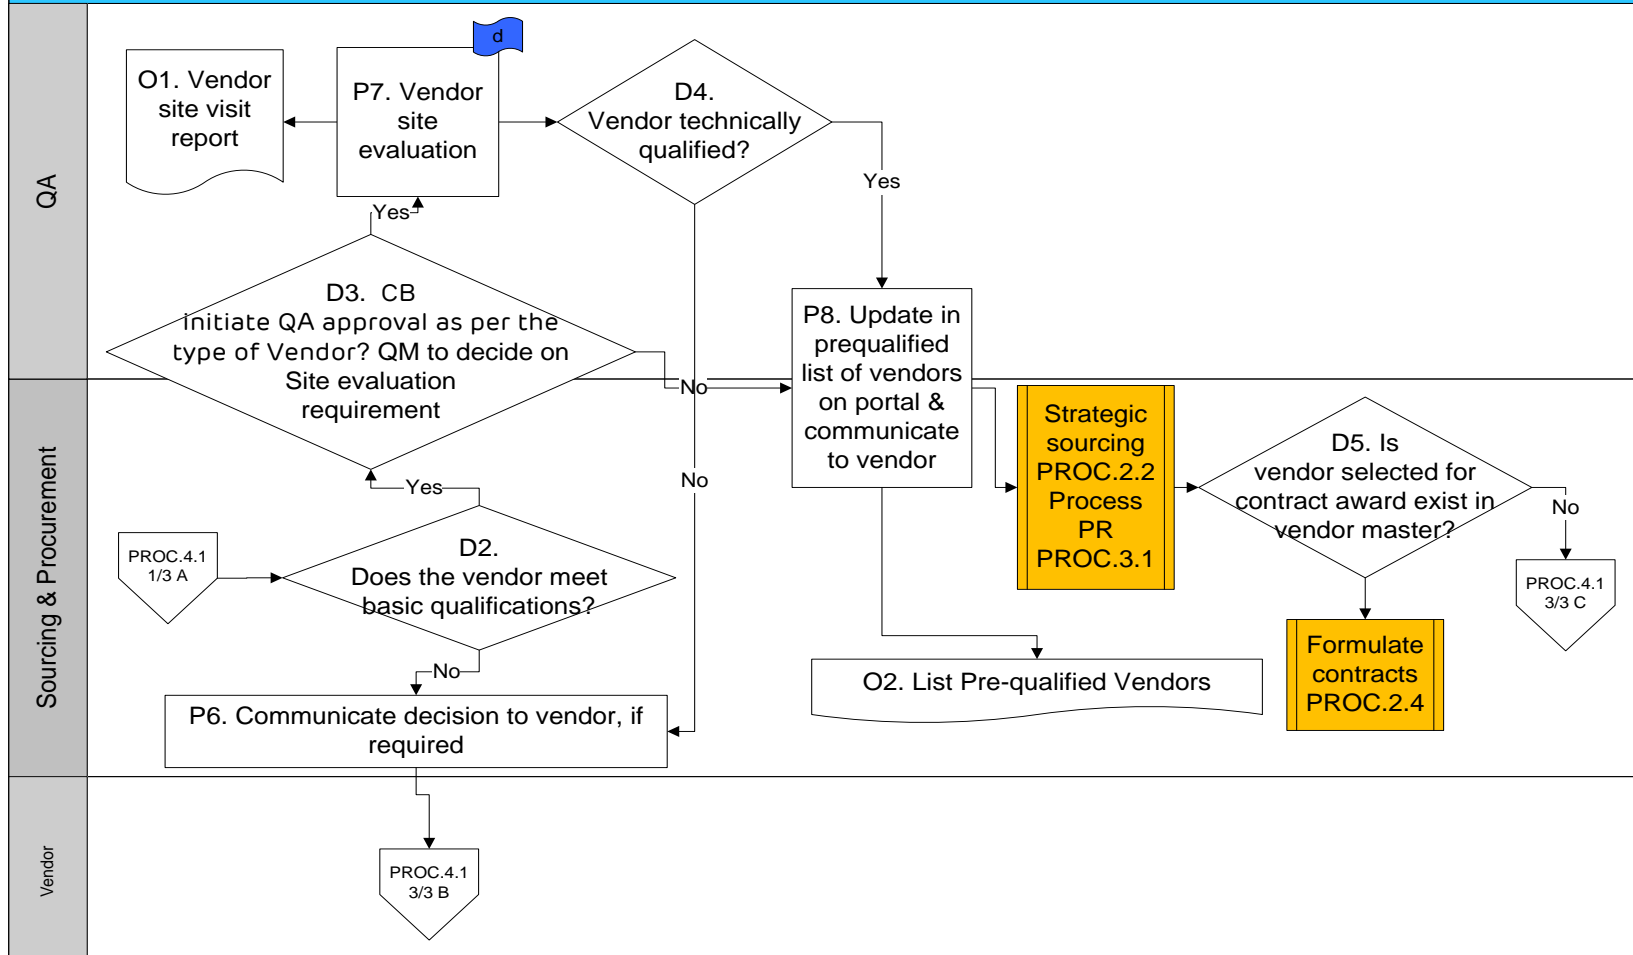 QA
O1. Vendor
site visit
report
P7. Vendor
site
evaluation
d
D4.
Vendor technically
qualified?
Yes
Yes
D3. CB
initiate QA approval as per the
type of Vendor? QM to decide on
Site evaluation
requirement
No
No
P8. Update in
prequalified
list of vendors
on portal &
communicate
to vendor
Sourcing & Procurement
Strategic
sourcing
PROC.2.2
Process
PR
PROC.3.1
D5. Is
vendor selected for
contract award exist in
vendor master?
No
PROC.4.1
3/3 C
Formulate
contracts
PROC.2.4
Yes
PROC.4.1
1/3 A
D2.
Does the vendor meet
basic qualifications?
No
O2. List Pre-qualified Vendors
P6. Communicate decision to vendor, if
required
Vendor
PROC.4.1
3/3 B